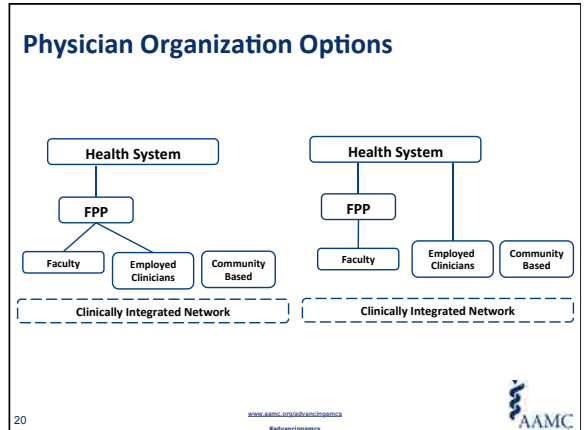 Physician Organization Options
Health System
FPP
Faculty
Employed
Clinicians
Community
Based
Clinically Integrated Network
Health System
FPP
Faculty
Employed
Clinicians
Community
Based
Clinically Integrated Network
20
www.aamc.org/advancingamcs
#advancingamcs
AAMC